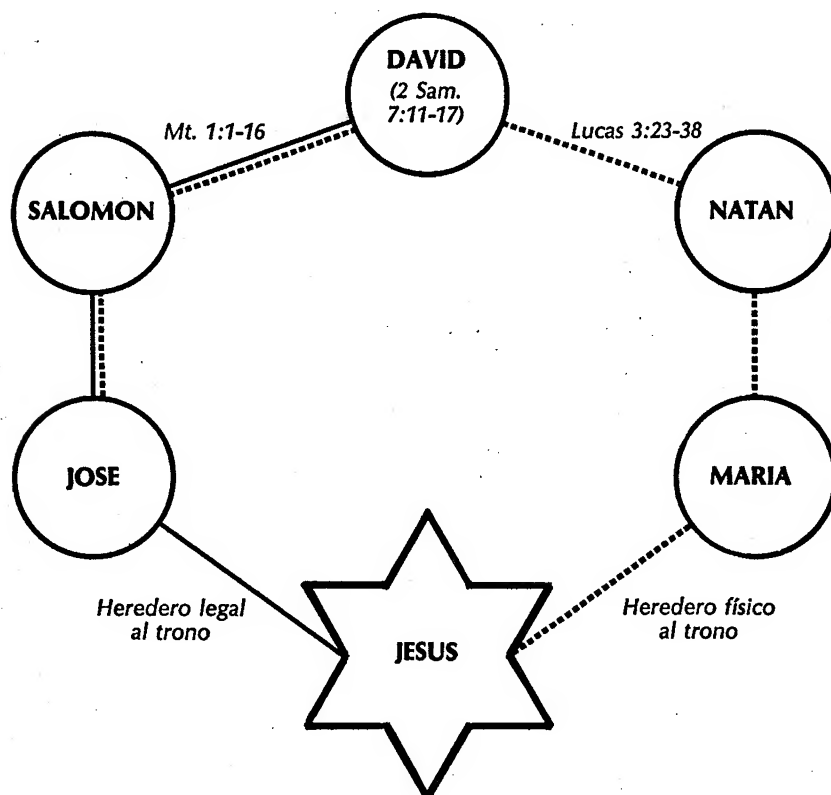 DAVID
(2 Sam.
7:11-17)
Mt. 1:1-16
Lucas 3:23-38
SALOMON
NATAN
JOSE
MARIA
Heredero legal
al trono
Heredero físico
al trono
JESUS